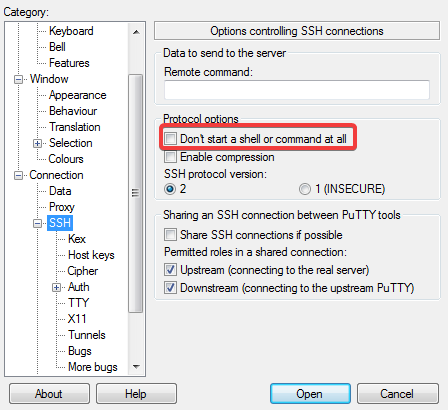 Category:
Keyboard
Bell
Features
Window
Appearance
Behaviour
Translation
Selection
Colours
Connection
Data
Proxy
SSH
Kex
Host keys
Cipher
Auth
TTY
X11
Tunnels
Bugs
More bugs
Options controlling SSH connections
Data to send to the server
Remote command:
Protocol options
Don't start a shell or command at all
Enable compression
SSH protocol version:
2 1 (INSECURE)
Sharing an SSH connection between PuTTY tools
Share SSH connections if possible
Permitted roles in a shared connection:
Upstream (connecting to the real server)
Downstream (connecting to the upstream PuTTY)
About Help Open Cancel